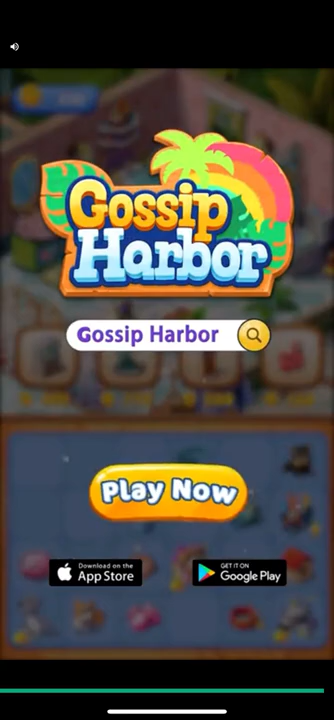 Gossip
Harbor
Gossip Harbor
Play Now
Download on the
App Store
GET IT ON
Google Play